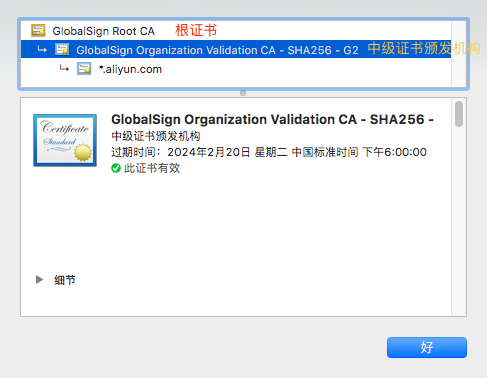 GlobalSign Root CA 根证书
GlobalSign Organization Validation CA - SHA256 - G2 中级证书颁发机构
*.aliyun.com
Certificate
Standard
GlobalSign Organization Validation CA - SHA256 -
中级证书颁发机构
过期时间：2024年2月20日 星期二 中国标准时间 下午6:00:00
此证书有效
细节
好